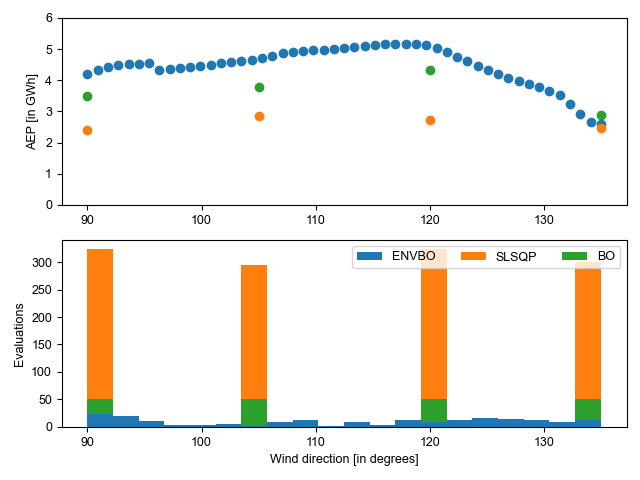 6
5
4
3
2
1
0
AEP [in GWh]
90 100 110 120 130
ENVBO SLSQP BO
300
250
200
150
100
50
0
Evaluations
90 100 110 120 130
Wind direction [in degrees]